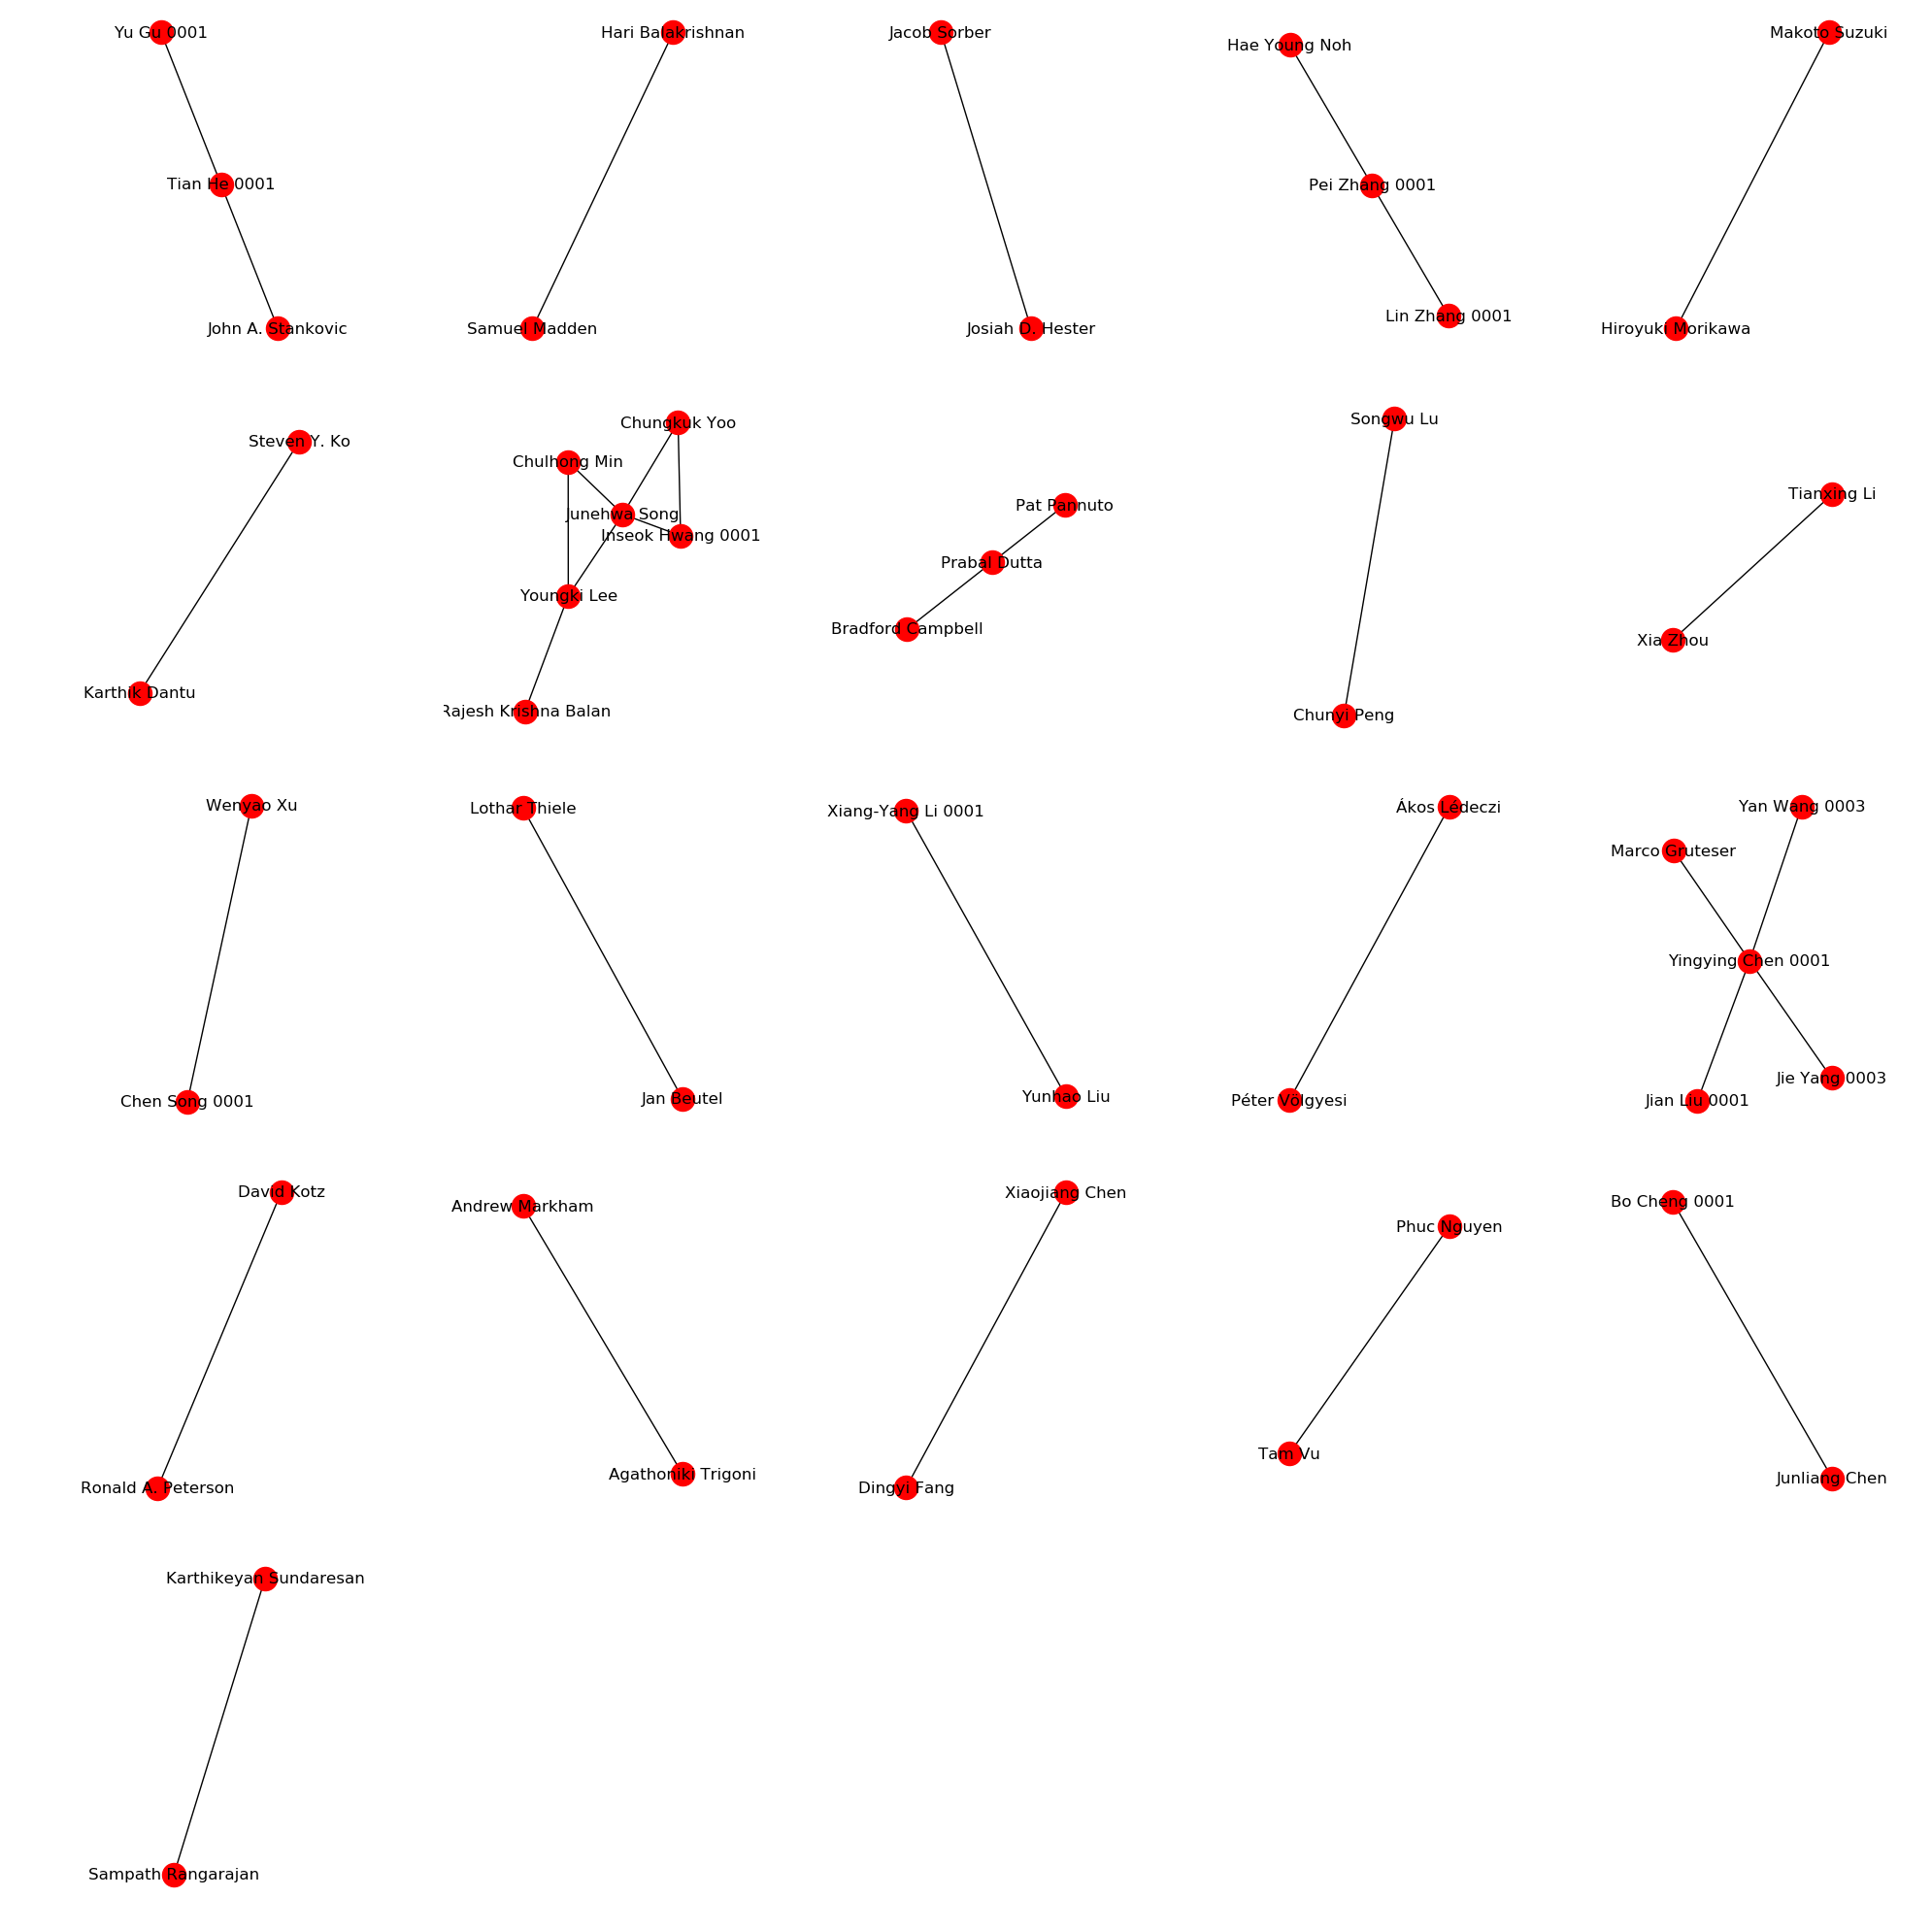 Yu Gu 0001
Tian He 0001
John A. Stankovic
Hari Balakrishnan
Samuel Madden
Jacob Sorber
Josiah D. Hester
Hae Young Noh
Pei Zhang 0001
Lin Zhang 0001
Makoto Suzuki
Hiroyuki Morikawa
Steven Y. Ko
Karthik Dantu
Chungkuk Yoo
Chulhong Min
Junehwa Song
Inseok Hwang 0001
Youngki Lee
Rajesh Krishna Balan
Pat Pannuto
Prabal Dutta
Bradford Campbell
Songwu Lu
Chunyi Peng
Tianxing Li
Xia Zhou
Wenyao Xu
Chen Song 0001
Lothar Thiele
Jan Beutel
Xiang-Yang Li 0001
Yunhao Liu
Ákos Lédeczi
Péter Völgyesi
Yan Wang 0003
Marco Gruteser
Yingying Chen 0001
Jie Yang 0003
Jian Liu 0001
David Kotz
Ronald A. Peterson
Andrew Markham
Agathoniki Trigoni
Xiaojiang Chen
Dingyi Fang
Phuc Nguyen
Tam Vu
Bo Cheng 0001
Junliang Chen
Karthikeyan Sundaresan
Sampath Rangarajan